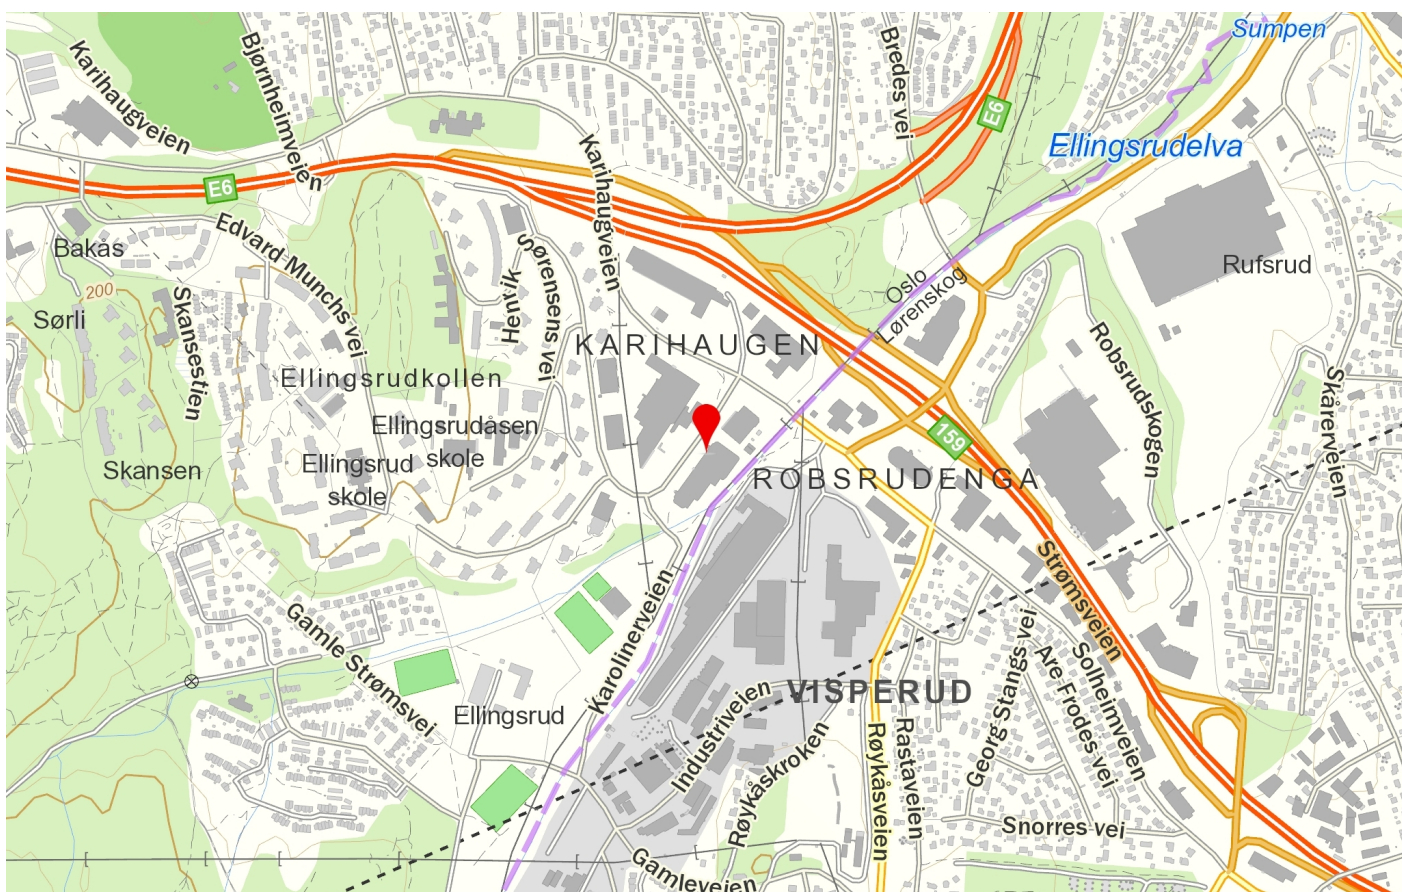 Sumpen
Karihaugveien
Bjørnheimveien
Bredes vei
E6
Ellingsrudelva
Karihaugveien
E6
Edvard Munchs vei
Bakås
Sørensens vei
Henrik
Rufsrud
Oslo
Lørenskog
200
Skansestien
Sørli
KARIHAUGEN
Robsrudskogen
Ellingsrudkollen
Skårerveien
Ellingsrudåsen
skole
159
Ellingsrud
skole
Skansen
ROBSRUDENGA
Strømsveien
Karolinerveien
Gamle Strømsvei
Georg Stangs vei
Are Frodes vei
Solheimveien
VISPERUD
Ellingsrud
Industriveien
Røykåskroken
Røykåsveien
Rastaveien
Snorres vei
Gamleveien